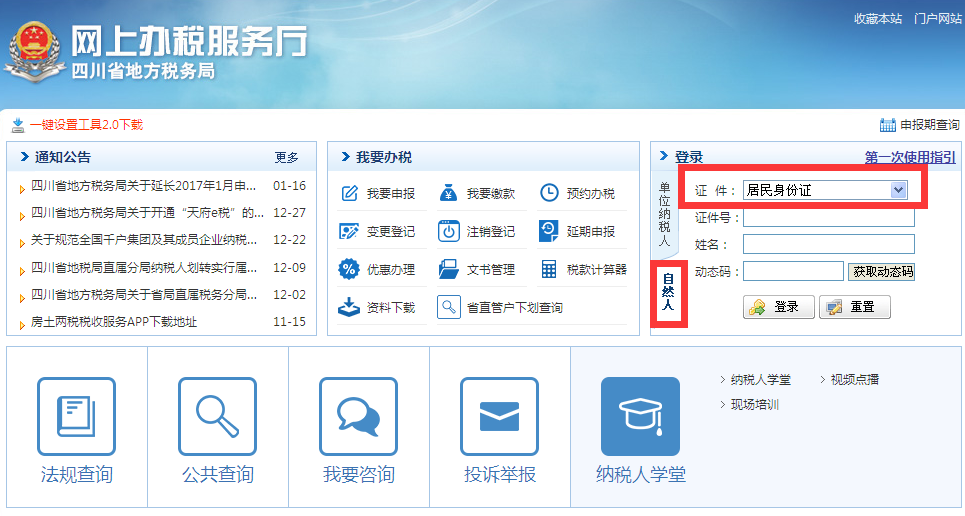 收藏本站 门户网站
网上办税服务厅
四川省地方税务局
一键设置工具2.0下载
申报期查询
通知公告 更多
四川省地方税务局关于延长2017年1月申... 01-16
四川省地方税务局关于开通“天府e税”的... 12-27
关于规范全国千户集团及其成员企业纳税... 12-22
四川省地税局直属分局纳税人划转实行属... 12-09
四川省地方税务局关于省局直属税务分局... 12-02
房土两税税收服务APP下载地址 11-15
我要办税
我要申报 我要缴款 预约办税
变更登记 注销登记 延期申报
优惠办理 文书管理 税款计算器
资料下载 省直管户下划查询
登录 第一次使用指引
单位纳税人
自然人
证 件： 居民身份证
证件号：
姓名：
动态码： 获取动态码
登录 重置
法规查询
公共查询
我要咨询
投诉举报
纳税人学堂
纳税人学堂 视频点播
现场培训